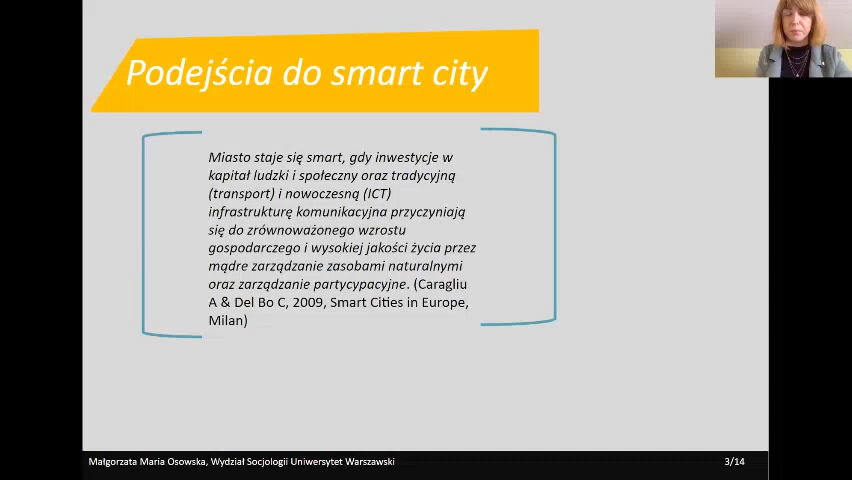 Podejścia do smart city
Miasto staje się smart, gdy inwestycje w
kapitał ludzki i społeczny oraz tradycyjną
(transport) i nowoczesną (ICT)
infrastrukturę komunikacyjna przyczyniają
się do zrównoważonego wzrostu
gospodarczego i wysokiej jakości życia przez
mądre zarządzanie zasobami naturalnymi
oraz zarządzanie partycypacyjne. (Caragliu
A & Del Bo C, 2009, Smart Cities in Europe,
Milan)
Małgorzata Maria Osowska, Wydział Socjologii Uniwersytet Warszawski
3/14